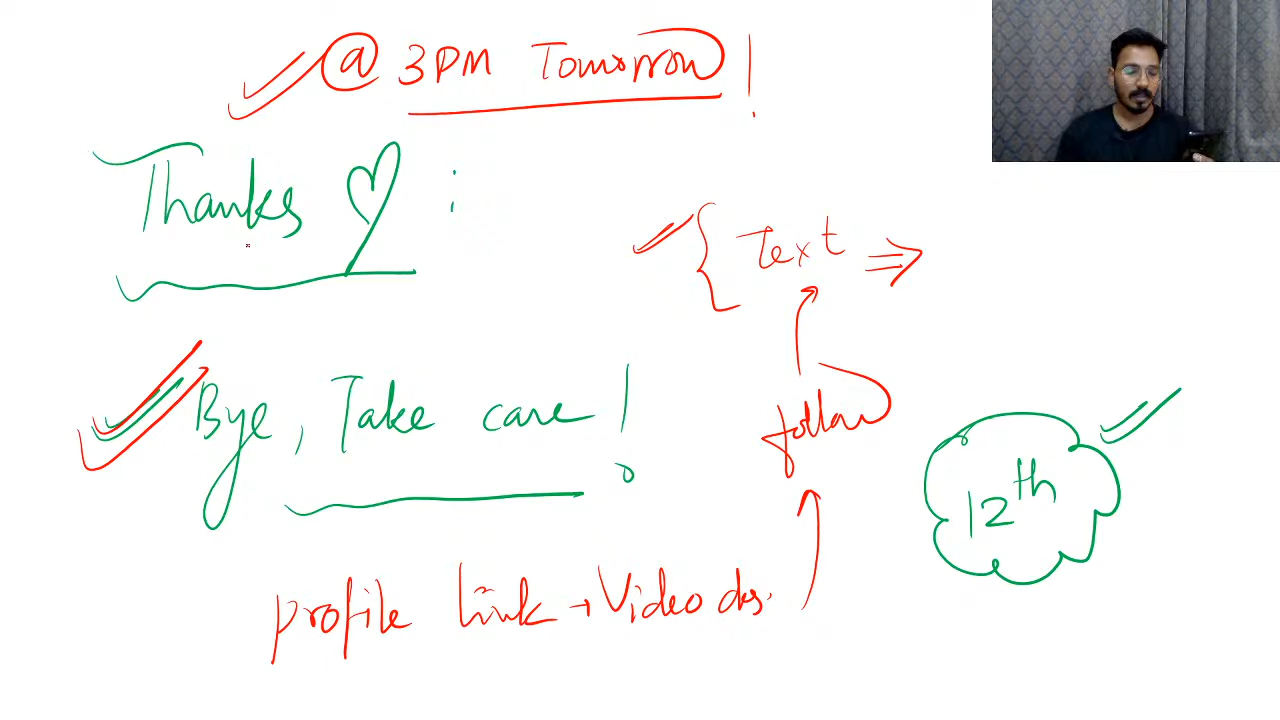 @ 3PM Tomorrow !
Thanks
Text ⇒
Bye, Take care !
follow
12th
Profile link → Video des.